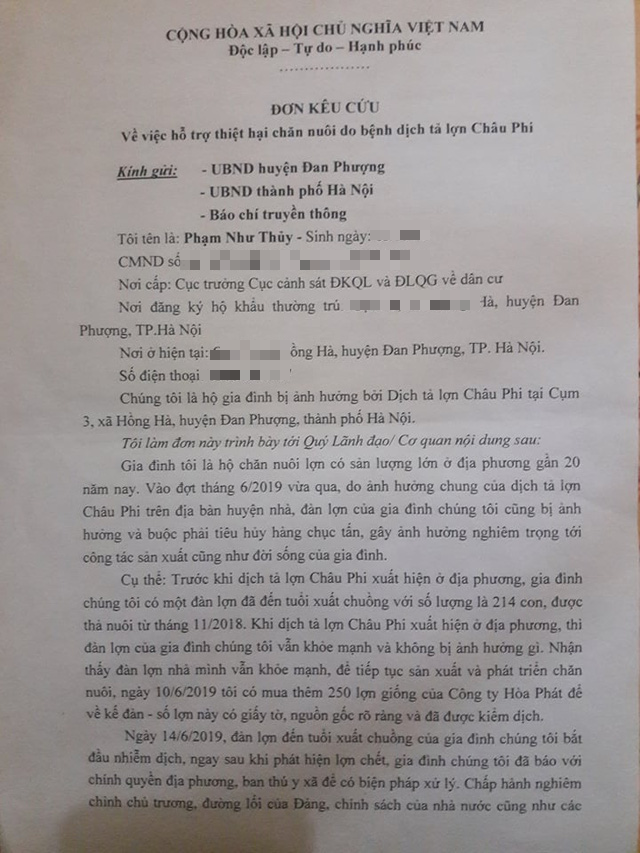 CỘNG HÒA XÃ HỘI CHỦ NGHĨA VIỆT NAM
Độc lập – Tự do – Hạnh phúc
..................
ĐƠN KÊU CỨU
Về việc hỗ trợ thiệt hại chăn nuôi do bệnh dịch tả lợn Châu Phi
Kính gửi: - UBND huyện Đan Phượng
- UBND thành phố Hà Nội
- Báo chí truyền thông
Tôi tên là: Phạm Như Thủy - Sinh ngày:
CMND số
Nơi cấp: Cục trưởng Cục cảnh sát ĐKQL và ĐLQG về dân cư
Nơi đăng ký hộ khẩu thường trú Hà, huyện Đan
Phượng, TP.Hà Nội
Nơi ở hiện tại: ồng Hà, huyện Đan Phượng, TP. Hà Nội.
Số điện thoại
Chúng tôi là hộ gia đình bị ảnh hưởng bởi Dịch tả lợn Châu Phi tại Cụm
3, xã Hồng Hà, huyện Đan Phượng, thành phố Hà Nội.
Tôi làm đơn này trình bày tới Quý Lãnh đạo/ Cơ quan nội dung sau:
Gia đình tôi là hộ chăn nuôi lợn có sản lượng lớn ở địa phương gần 20
năm nay. Vào đợt tháng 6/2019 vừa qua, do ảnh hưởng chung của dịch tả lợn
Châu Phi trên địa bàn huyện nhà, đàn lợn của gia đình chúng tôi cũng bị ảnh
hưởng và buộc phải tiêu hủy hàng chục tấn, gây ảnh hưởng nghiêm trọng tới
công tác sản xuất cũng như đời sống của gia đình.
Cụ thể: Trước khi dịch tả lợn Châu Phi xuất hiện ở địa phương, gia đình
chúng tôi có một đàn lợn đã đến tuổi xuất chuồng với số lượng là 214 con, được
thả nuôi từ tháng 11/2018. Khi dịch tả lợn Châu Phi xuất hiện ở địa phương, thì
đàn lợn của gia đình chúng tôi vẫn khỏe mạnh và không bị ảnh hưởng gì. Nhận
thấy đàn lợn nhà mình vẫn khỏe mạnh, để tiếp tục sản xuất và phát triển chăn
nuôi, ngày 10/6/2019 tôi có mua thêm 250 lợn giống của Công ty Hòa Phát để
về kế đàn - số lợn này có giấy tờ, nguồn gốc rõ ràng và đã được kiểm dịch.
Ngày 14/6/2019, đàn lợn đến tuổi xuất chuồng của gia đình chúng tôi bắt
đầu nhiễm dịch, ngay sau khi phát hiện lợn chết, gia đình chúng tôi đã báo với
chính quyền địa phương, ban thú y xã để có biện pháp xử lý. Chấp hành nghiêm
chỉnh chủ trương, đường lối của Đảng, chính sách của nhà nước cũng như các